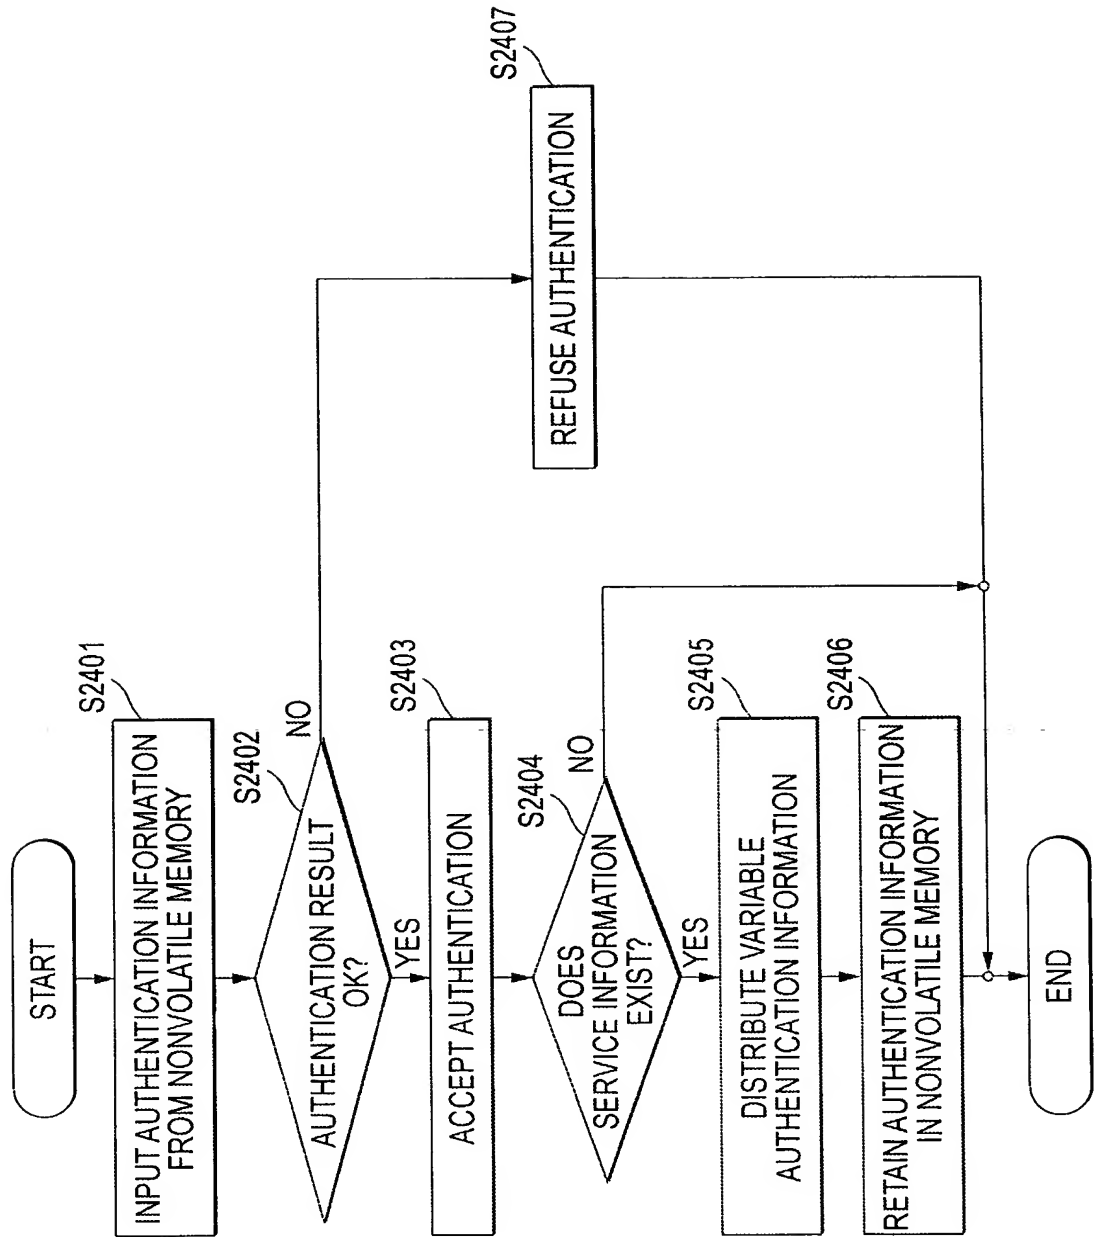 START
S2401
INPUT AUTHENTICATION INFORMATION
FROM NONVOLATILE MEMORY
S2402
AUTHENTICATION RESULT
OK?
NO
YES
S2403
ACCEPT AUTHENTICATION
S2404
DOES
SERVICE INFORMATION
EXIST?
NO
YES
S2405
DISTRIBUTE VARIABLE
AUTHENTICATION INFORMATION
S2406
RETAIN AUTHENTICATION INFORMATION
IN NONVOLATILE MEMORY
END
S2407
REFUSE AUTHENTICATION